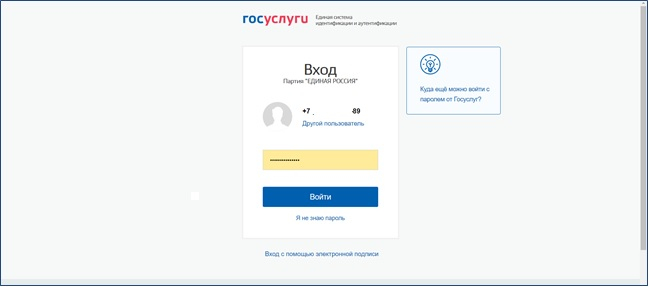 госуслуги
Единая система
идентификации и аутентификации
Вход
Партия "ЕДИНАЯ РОССИЯ"
+7 89
Другой пользователь
Войти
Я не знаю пароль
Вход с помощью электронной подписи
Куда ещё можно войти с
паролем от Госуслуг?